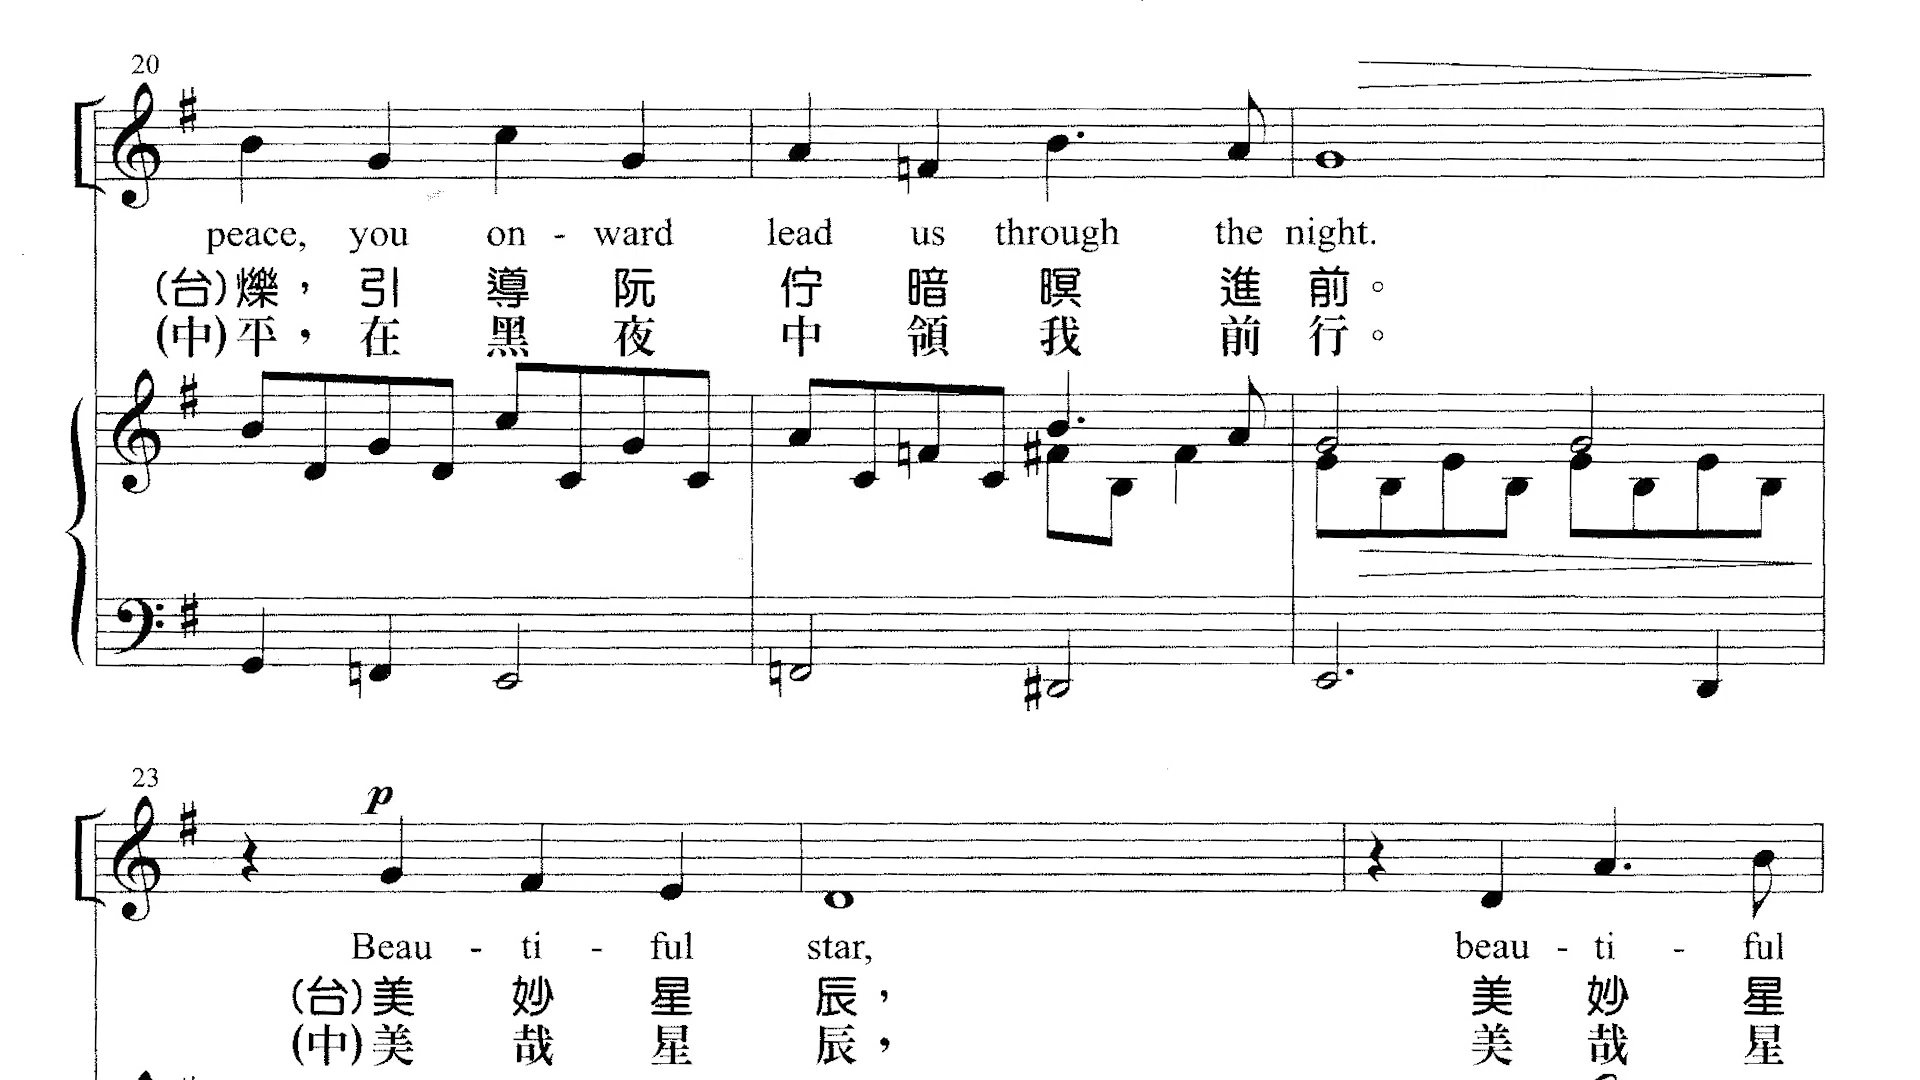 20
peace, you on - ward lead us through the night.
(台)爍，引導阮佇暗暝進前。
(中)平，在黑夜中領我前行。
23
p
Beau - ti - ful star, beau - ti - ful
(台)美妙星辰，美妙星
(中)美哉星辰，美哉星